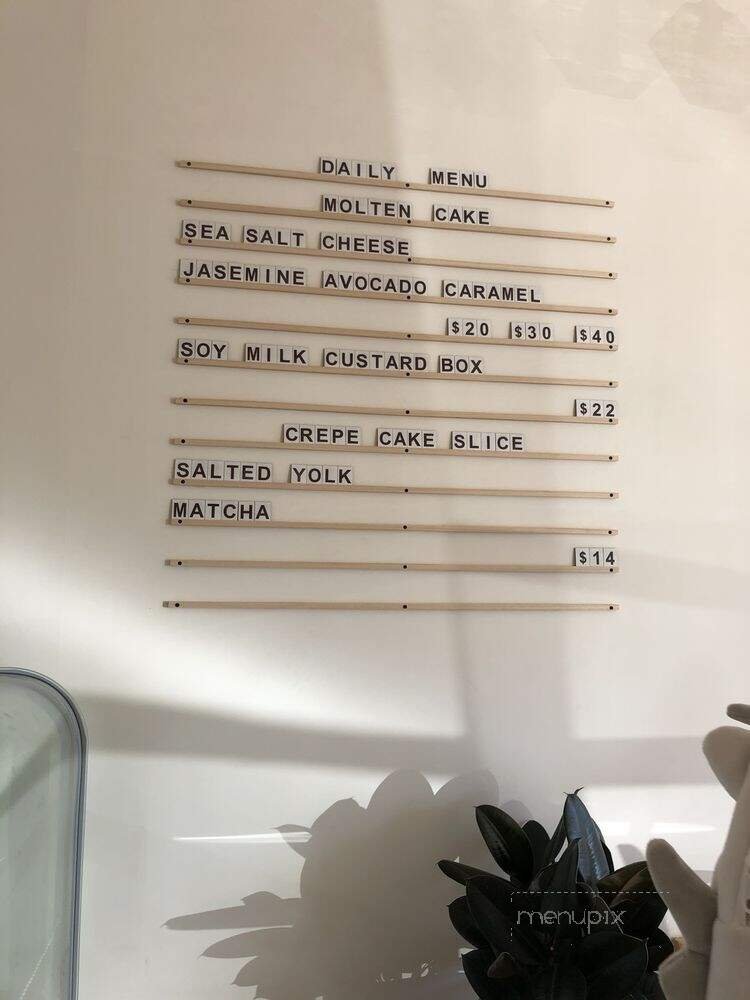 DAILY MENU
MOLTEN CAKE
SEA SALT CHEESE
JASEMINE AVOCADO CARAMEL
$20 $30 $40
SOY MILK CUSTARD BOX
$22
CREPE CAKE SLICE
SALTED YOLK
MATCHA
$14
menupix